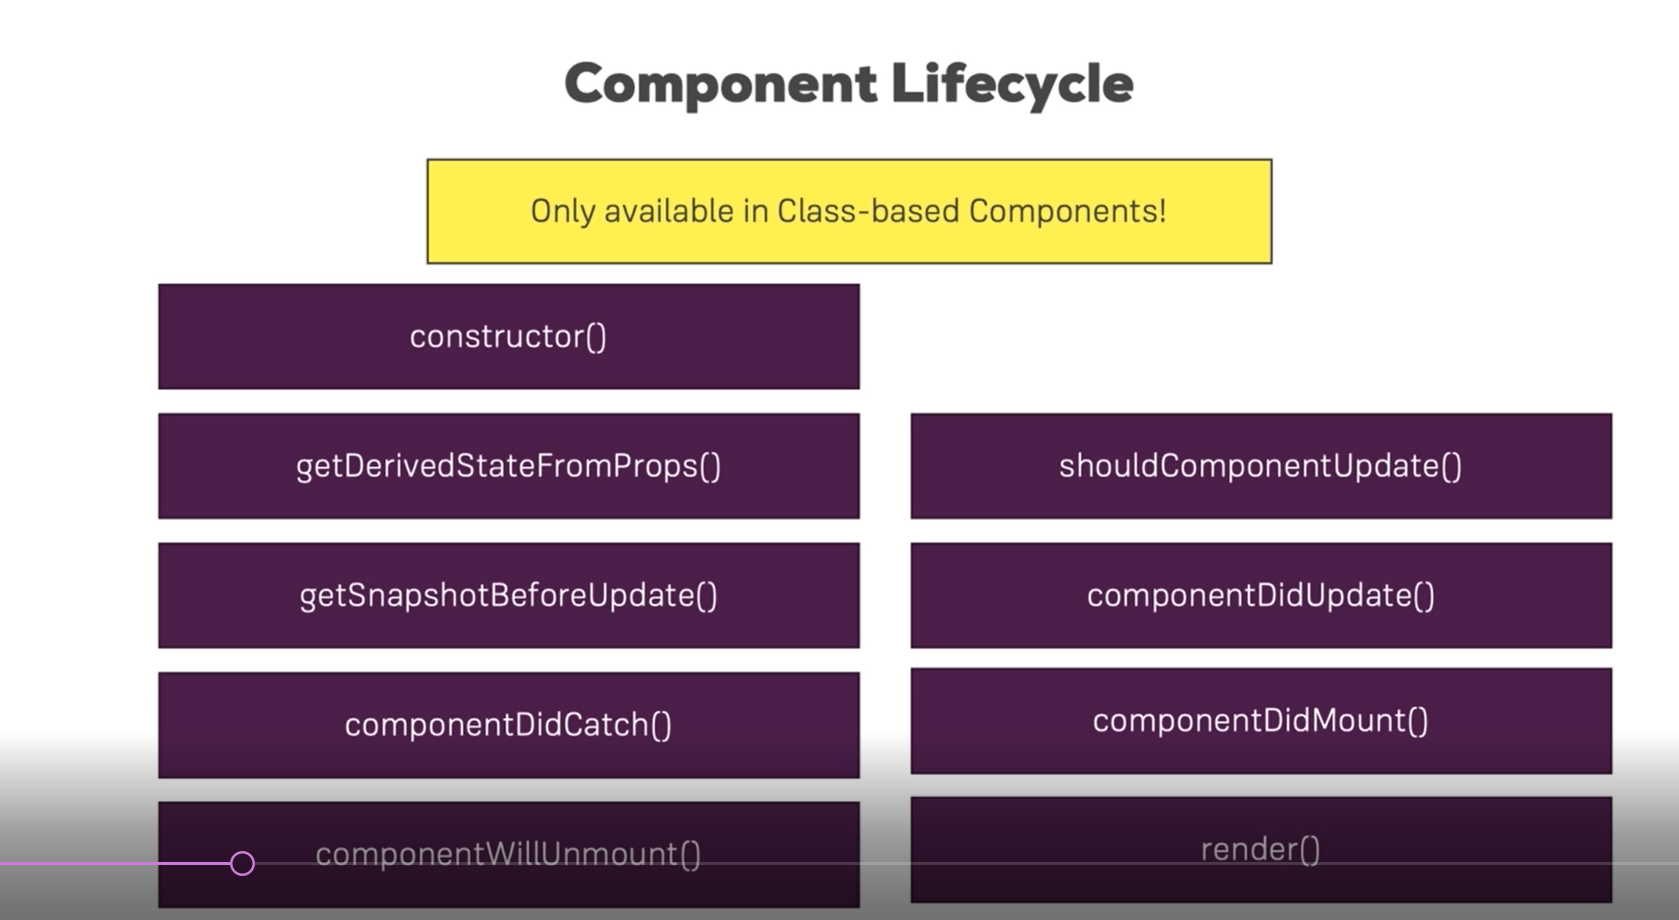 Component Lifecycle
Only available in Class-based Components!
constructor()
getDerivedStateFromProps()
shouldComponentUpdate()
getSnapshotBeforeUpdate()
componentDidUpdate()
componentDidCatch()
componentDidMount()
componentWillUnmount()
render()